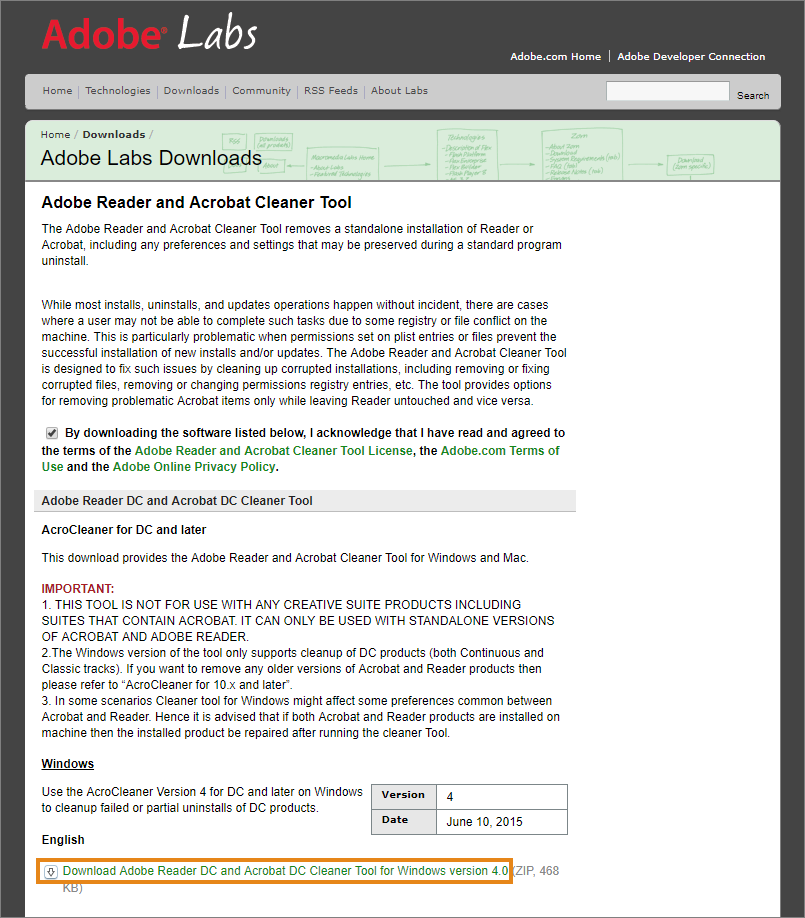 Adobe® Labs
Adobe.com Home | Adobe Developer Connection
Home | Technologies | Downloads | Community | RSS Feeds | About Labs
Search
Home / Downloads /
Adobe Labs Downloads
Adobe Reader and Acrobat Cleaner Tool
The Adobe Reader and Acrobat Cleaner Tool removes a standalone installation of Reader or
Acrobat, including any preferences and settings that may be preserved during a standard program
uninstall.
While most installs, uninstalls, and updates operations happen without incident, there are cases
where a user may not be able to complete such tasks due to some registry or file conflict on the
machine. This is particularly problematic when permissions set on plist entries or files prevent the
successful installation of new installs and/or updates. The Adobe Reader and Acrobat Cleaner Tool
is designed to fix such issues by cleaning up corrupted installations, including removing or fixing
corrupted files, removing or changing permissions registry entries, etc. The tool provides options
for removing problematic Acrobat items only while leaving Reader untouched and vice versa.
By downloading the software listed below, I acknowledge that I have read and agreed to
the terms of the Adobe Reader and Acrobat Cleaner Tool License, the Adobe.com Terms of
Use and the Adobe Online Privacy Policy.
Adobe Reader DC and Acrobat DC Cleaner Tool
AcroCleaner for DC and later
This download provides the Adobe Reader and Acrobat Cleaner Tool for Windows and Mac.
IMPORTANT:
1. THIS TOOL IS NOT FOR USE WITH ANY CREATIVE SUITE PRODUCTS INCLUDING
SUITES THAT CONTAIN ACROBAT. IT CAN ONLY BE USED WITH STANDALONE VERSIONS
OF ACROBAT AND ADOBE READER.
2.The Windows version of the tool only supports cleanup of DC products (both Continuous and
Classic tracks). If you want to remove any older versions of Acrobat and Reader products then
please refer to “AcroCleaner for 10.x and later”.
3. In some scenarios Cleaner tool for Windows might affect some preferences common between
Acrobat and Reader. Hence it is advised that if both Acrobat and Reader products are installed on
machine then the installed product be repaired after running the cleaner Tool.
Windows
Use the AcroCleaner Version 4 for DC and later on Windows
to cleanup failed or partial uninstalls of DC products.
Version 4
Date June 10, 2015
English
Download Adobe Reader DC and Acrobat DC Cleaner Tool for Windows version 4.0 (ZIP, 468
KB)